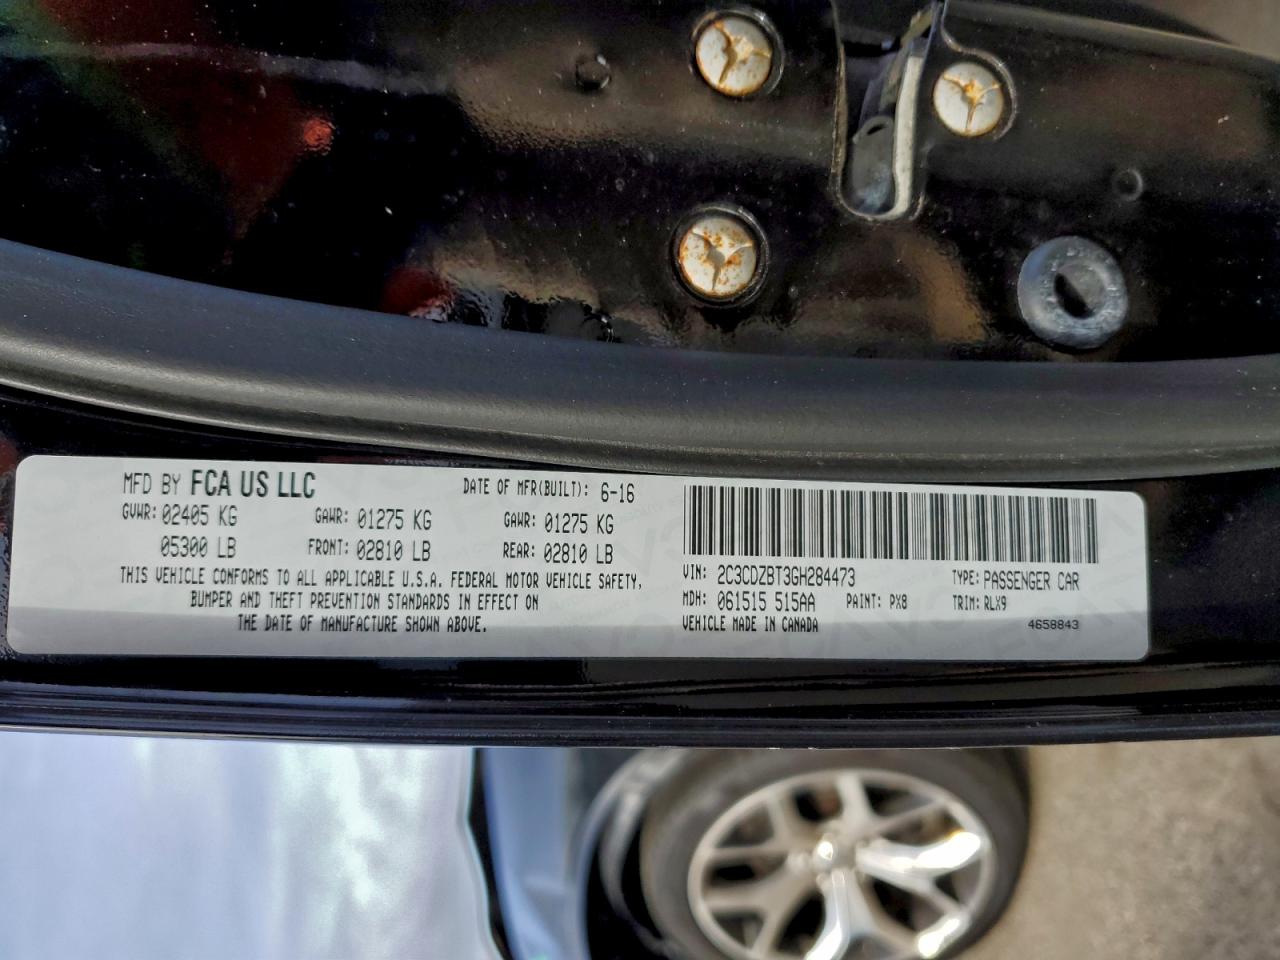 MFD BY FCA US LLC DATE OF MFR(BUILT): 6-16
GVWR: 02405 KG GAWR: 01275 KG GAWR: 01275 KG
05300 LB FRONT: 02810 LB REAR: 02810 LB
THIS VEHICLE CONFORMS TO ALL APPLICABLE U.S.A. FEDERAL MOTOR VEHICLE SAFETY,
BUMPER AND THEFT PREVENTION STANDARDS IN EFFECT ON
THE DATE OF MANUFACTURE SHOWN ABOVE.
VIN: 2C3CDZBT3GH284473 TYPE: PASSENGER CAR
MDH: 061515 515AA PAINT: PX8 TRIM: RLX9
VEHICLE MADE IN CANADA 4658843